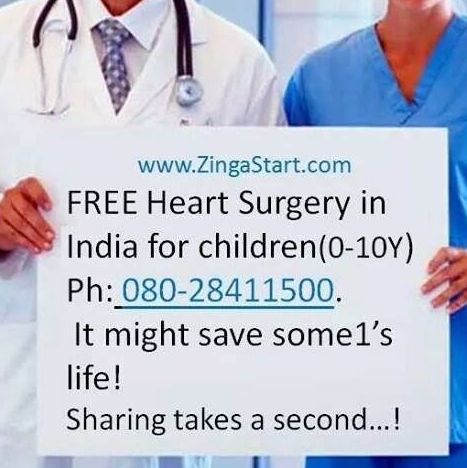 www.ZingaStart.com
FREE Heart Surgery in
India for children(0-10Y)
Ph: 080-28411500.
It might save some1's
life!
Sharing takes a second...!